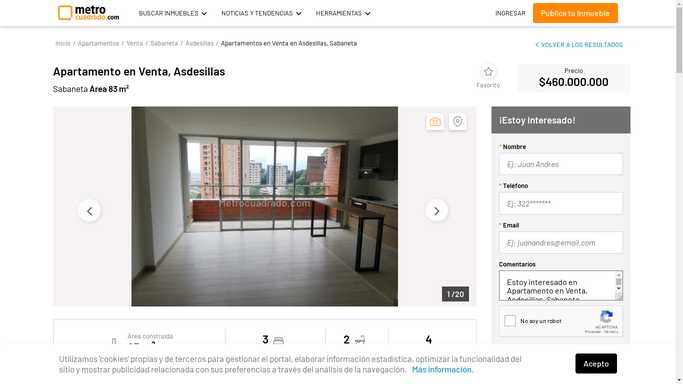 metro
cuadrado.com
BUSCAR INMUEBLES
NOTICIAS Y TENDENCIAS
HERRAMIENTAS
INGRESAR
Publica tu Inmueble
Inicio / Apartamentos / Venta / Sabaneta / Asdesillas / Apartamentos en Venta en Asdesillas, Sabaneta
VOLVER A LOS RESULTADOS
Apartamento en Venta, Asdesillas
Sabaneta Área 83 m²
Favorito
Precio
$460.000.000
Metrocuadrado.com
1 / 20
¡Estoy Interesado!
* Nombre
Ej: Juan Andres
* Teléfono
Ej: 322*******
* Email
Ej: juanandres@email.com
Comentarios
Estoy interesado en
Apartamento en Venta,
Asdesillas, Sabaneta
No soy un robot
reCAPTCHA
Privacidad - Términos
Área construida
3
2
4
Utilizamos 'cookies' propias y de terceros para gestionar el portal, elaborar información estadística, optimizar la funcionalidad del
sitio y mostrar publicidad relacionada con sus preferencias a través del análisis de la navegación. Más información.
Acepto